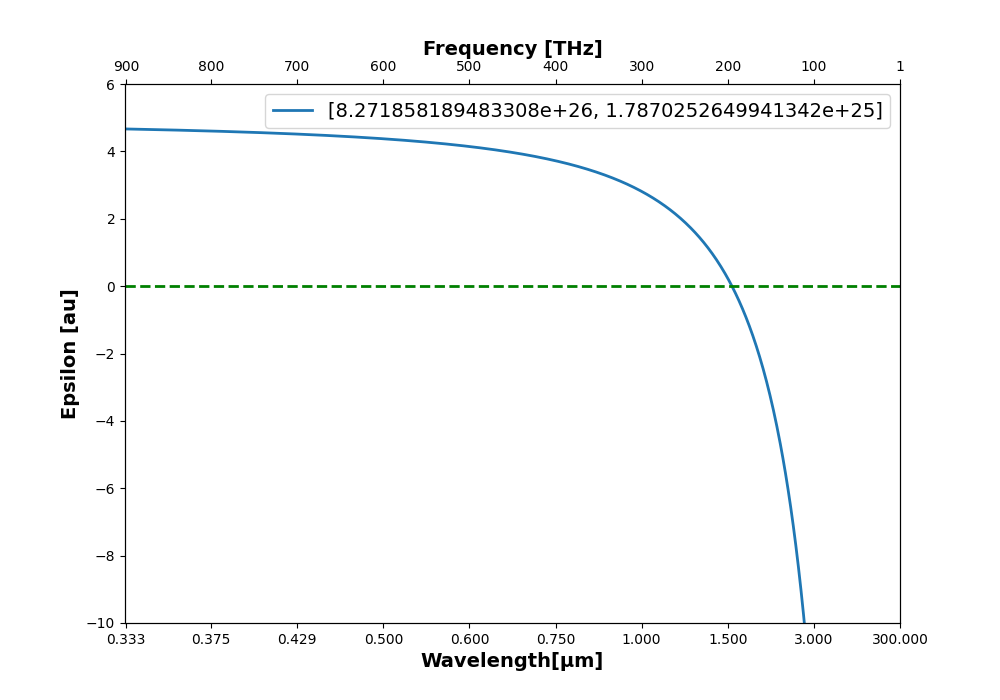 Frequency [THz]
900 800 700 600 500 400 300 200 100 1
[8.271858189483308e+26, 1.7870252649941342e+25]
6
4
2
0
−2
−4
−6
−8
−10
Epsilon [au]
0.333 0.375 0.429 0.500 0.600 0.750 1.000 1.500 3.000 300.000
Wavelength[μm]